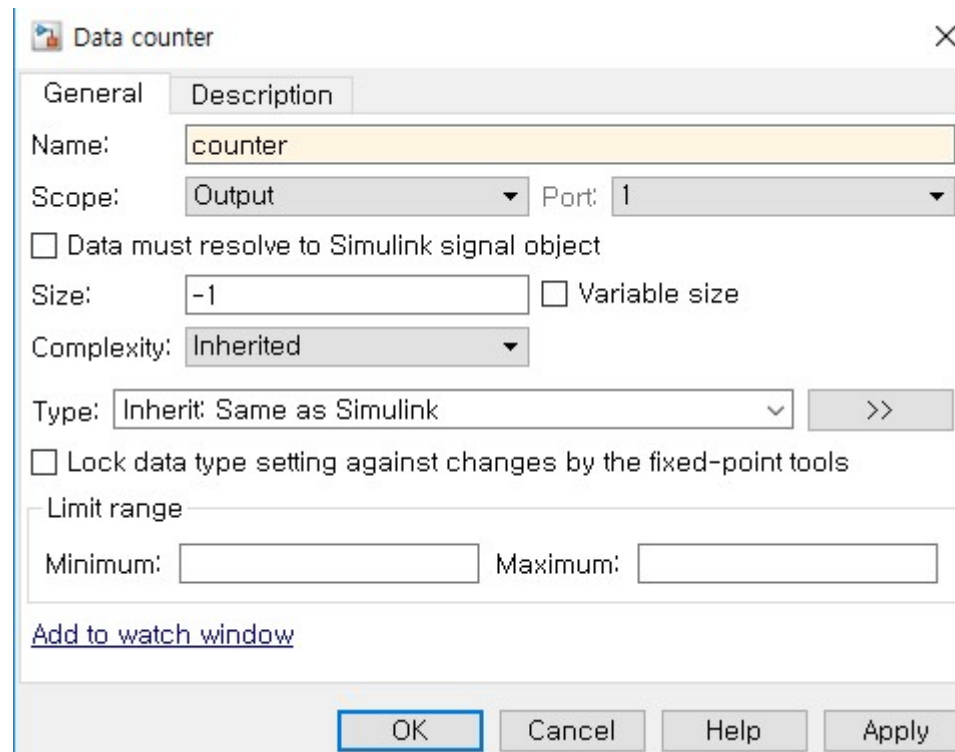 Data counter
General Description
Name: counter
Scope: Output Port: 1
Data must resolve to Simulink signal object
Size: -1 Variable size
Complexity: Inherited
Type: Inherit: Same as Simulink >>
Lock data type setting against changes by the fixed-point tools
Limit range
Minimum: Maximum:
Add to watch window
OK Cancel Help Apply